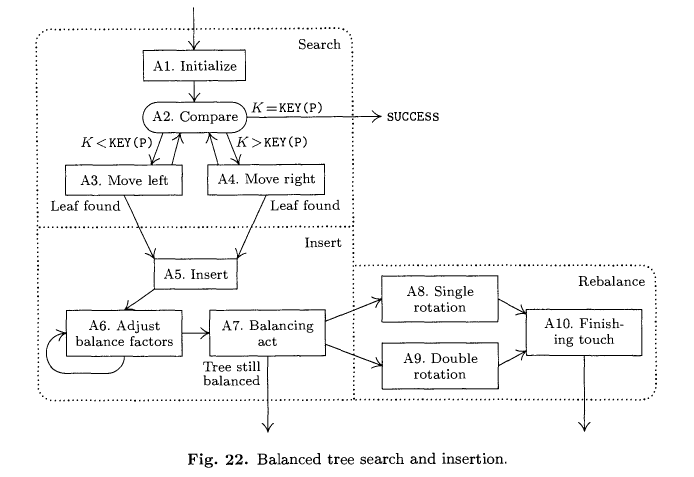 Search
A1. Initialize
A2. Compare
K=KEY(P)
SUCCESS
K<KEY(P)
K>KEY(P)
A3. Move left
A4. Move right
Leaf found
Leaf found
Insert
A5. Insert
Rebalance
A6. Adjust
balance factors
A7. Balancing
act
Tree still
balanced
A8. Single
rotation
A9. Double
rotation
A10. Finish-
ing touch
Fig. 22. Balanced tree search and insertion.